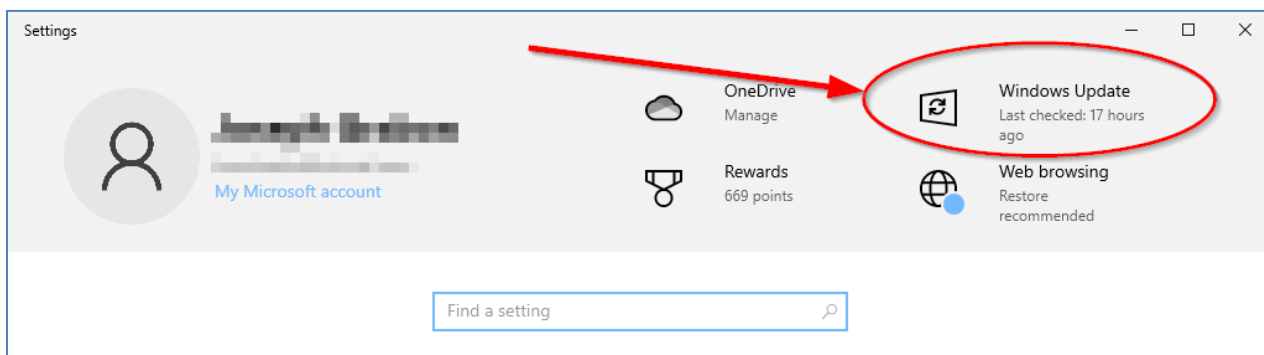 Settings
OneDrive
Manage
Windows Update
Last checked: 17 hours
ago
My Microsoft account
Rewards
669 points
Web browsing
Restore
recommended
Find a setting